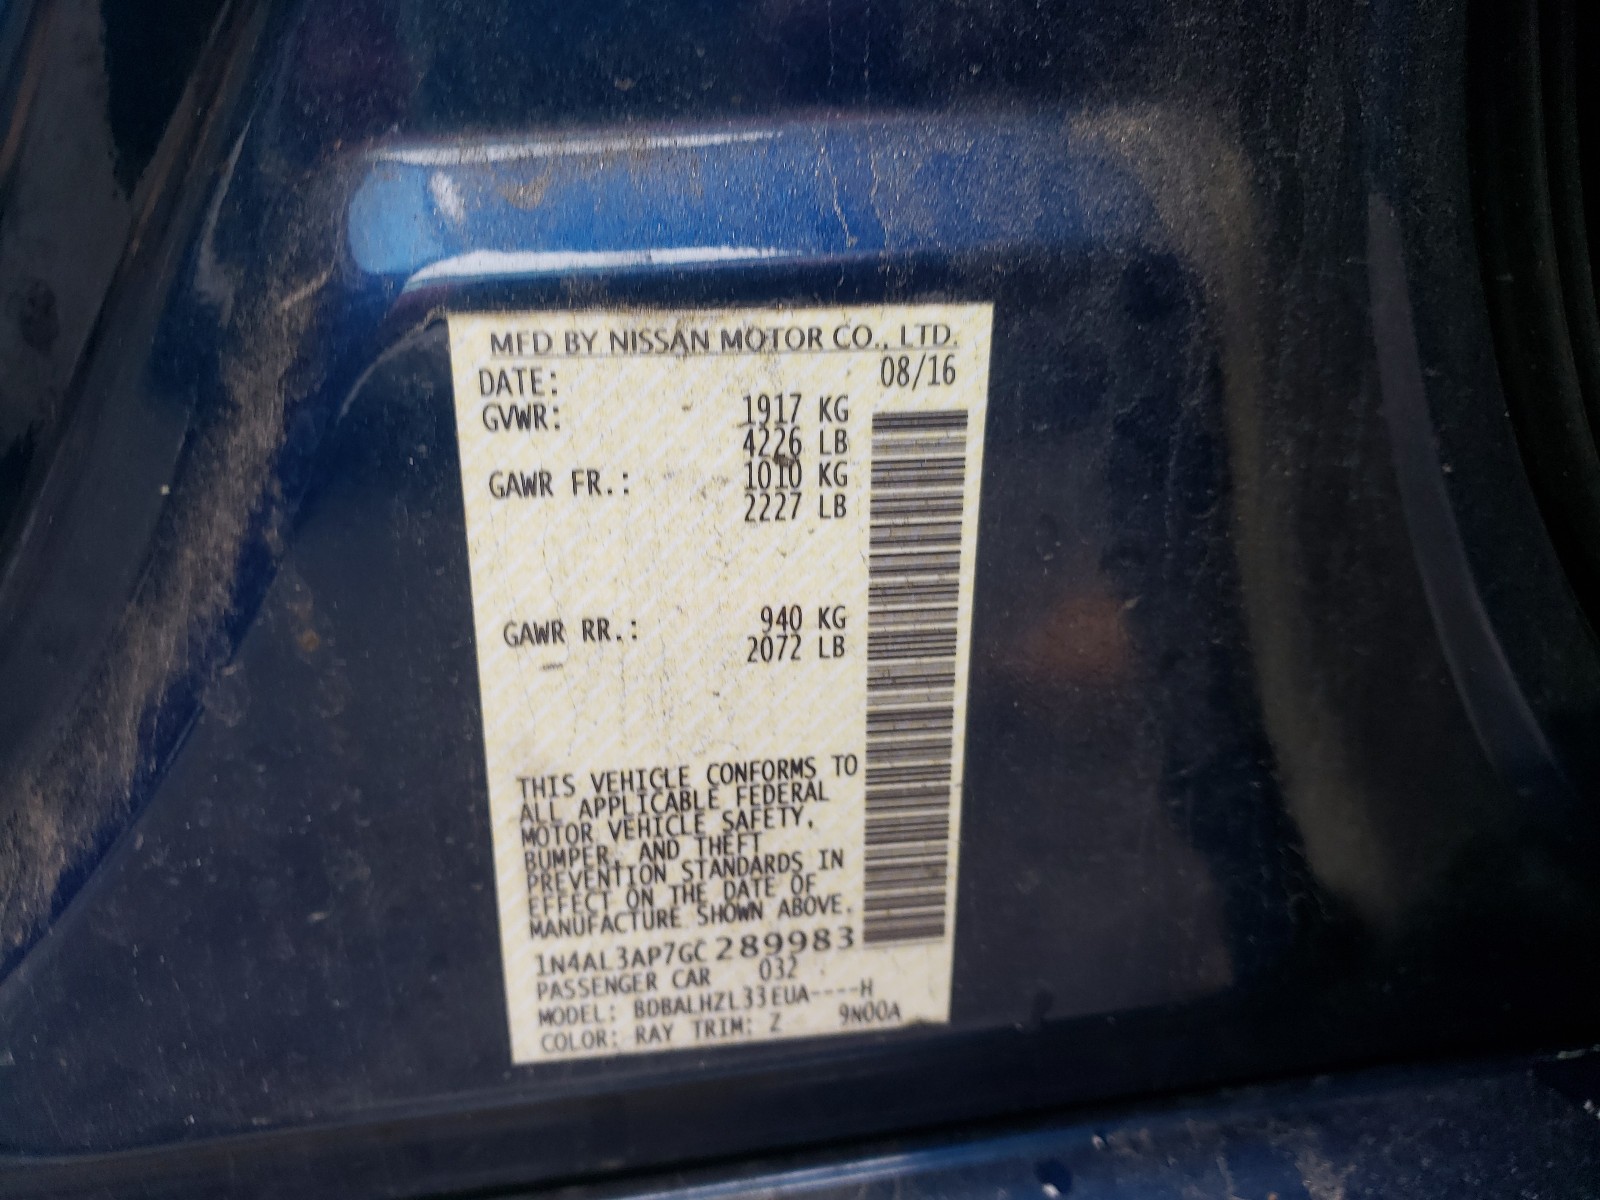 MFD BY NISSAN MOTOR CO., LTD.
DATE: 08/16
GVWR: 1917 KG
4226 LB
GAWR FR.: 1010 KG
2227 LB
GAWR RR.: 940 KG
2072 LB
THIS VEHICLE CONFORMS TO
ALL APPLICABLE FEDERAL
MOTOR VEHICLE SAFETY,
BUMPER, AND THEFT
PREVENTION STANDARDS IN
EFFECT ON THE DATE OF
MANUFACTURE SHOWN ABOVE.
1N4AL3AP7GC289983
PASSENGER CAR 032
MODEL: BDBALHZL33EUA----H
COLOR: RAY TRIM: Z 9N00A